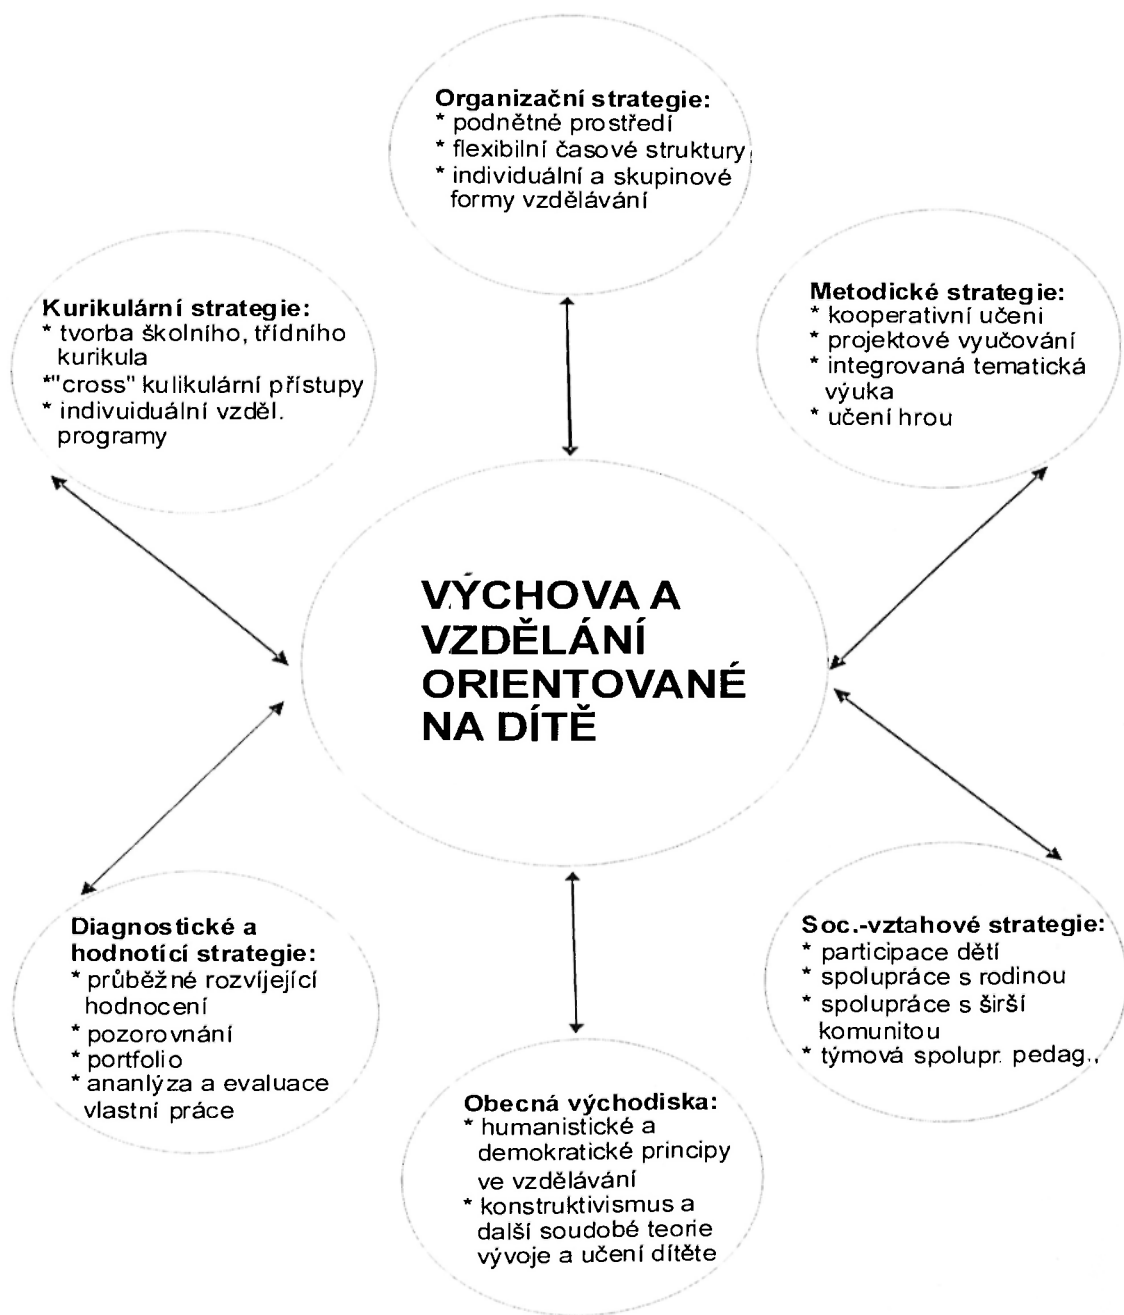 Organizační strategie:
* podnětné prostředí
* flexibilní časové struktury
* individuální a skupinové
formy vzdělávání
Kurikulární strategie:
* tvorba školního, třídního
kurikula
*"cross" kulikulární přístupy
* indivuiduální vzděl.
programy
Metodické strategie:
* kooperativní učeni
* projektové vyučování
* integrovaná tematická
výuka
* učení hrou
VÝCHOVA A
VZDĚLÁNÍ
ORIENTOVANÉ
NA DÍTĚ
Diagnostické a
hodnotící strategie:
* průběžné rozvíjející
hodnocení
* pozorovnání
* portfolio
* ananlýza a evaluace
vlastní práce
Soc.-vztahové strategie:
* participace dětí
* spolupráce s rodinou
* spolupráce s širší
komunitou
* týmová spolupr. pedag.,
Obecná východiska:
* humanistické a
demokratické principy
ve vzdělávání
* konstruktivismus a
další soudobé teorie
vývoje a učení dítěte